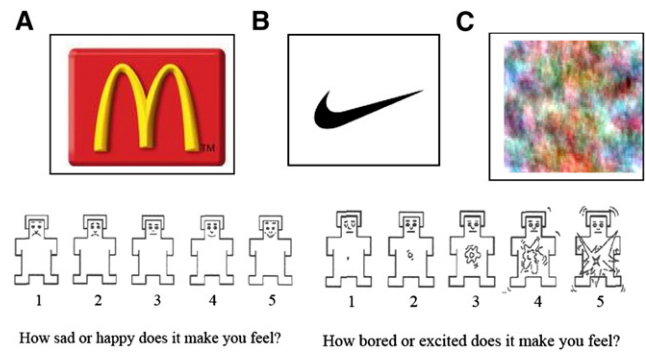 A B C
TM
1 2 3 4 5 1 2 3 4 5
How sad or happy does it make you feel? How bored or excited does it make you feel?